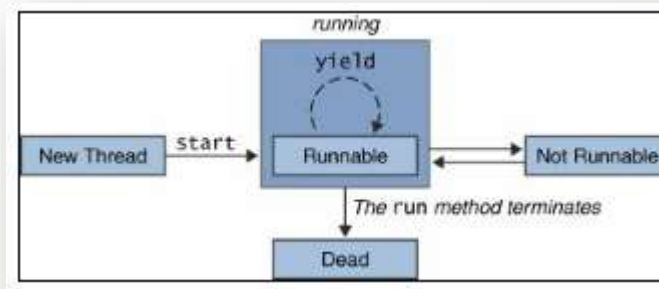 running
yield
New Thread
start
Runnable
Not Runnable
The run method terminates
Dead